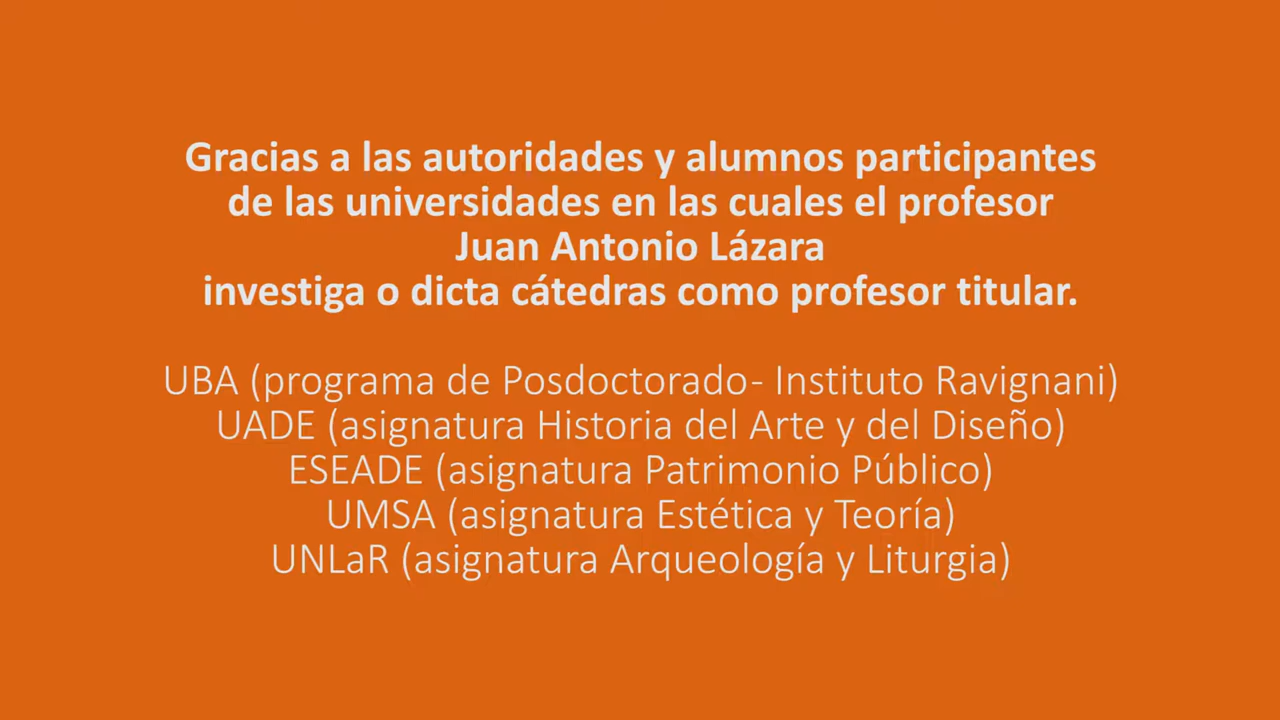 Gracias a las autoridades y alumnos participantes
de las universidades en las cuales el profesor
Juan Antonio Lázara
investiga o dicta cátedras como profesor titular.
UBA (programa de Posdoctorado- Instituto Ravignani)
UADE (asignatura Historia del Arte y del Diseño)
ESEADE (asignatura Patrimonio Público)
UMSA (asignatura Estética y Teoría)
UNLaR (asignatura Arqueología y Liturgia)